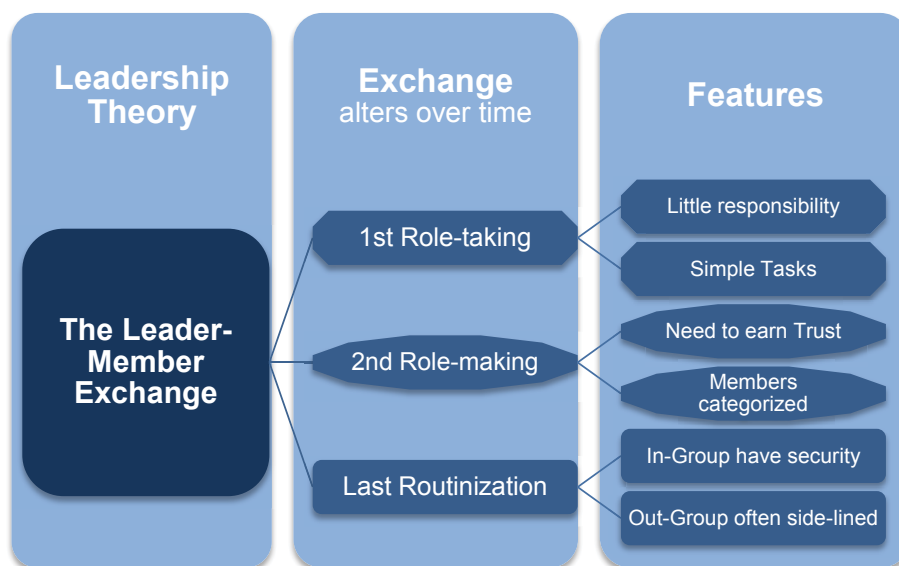 Leadership
Theory
Exchange
alters over time
Features
The Leader-
Member
Exchange
1st Role-taking
Little responsibility
Simple Tasks
2nd Role-making
Need to earn Trust
Members
categorized
Last Routinization
In-Group have security
Out-Group often side-lined